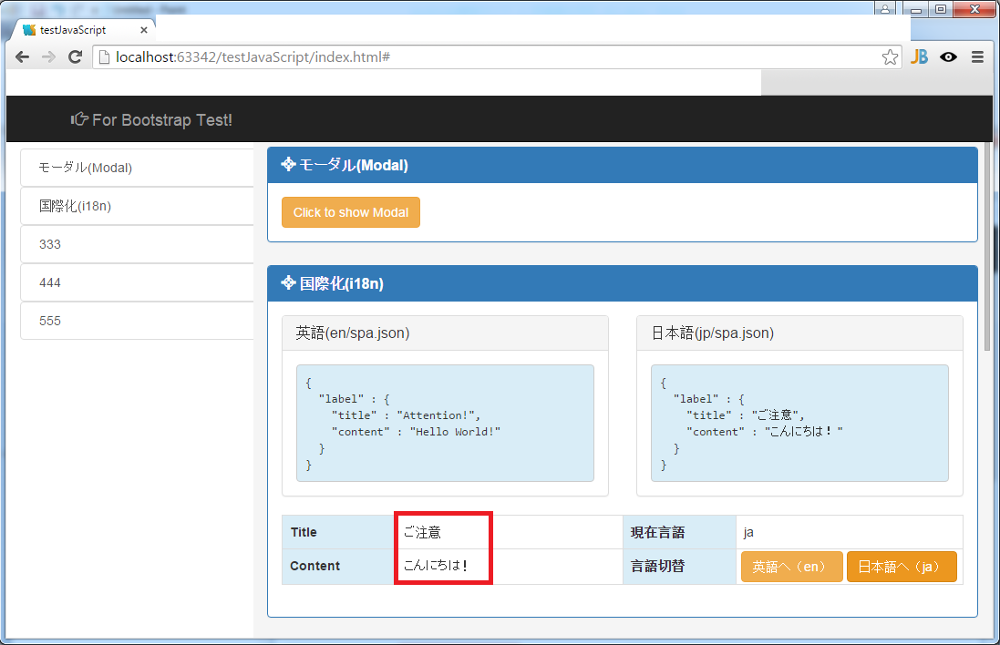 testJavaScript
localhost:63342/testJavaScript/index.html#
JB
For Bootstrap Test!
モーダル(Modal)
国際化(i18n)
333
444
555
モーダル(Modal)
Click to show Modal
国際化(i18n)
英語(en/spa.json)
{
"label" : {
"title" : "Attention!",
"content" : "Hello World!"
}
}
日本語(jp/spa.json)
{
"label" : {
"title" : "ご注意",
"content" : "こんにちは！"
}
}
Title ご注意 現在言語 ja
Content こんにちは！ 言語切替 英語へ（en） 日本語へ（ja）